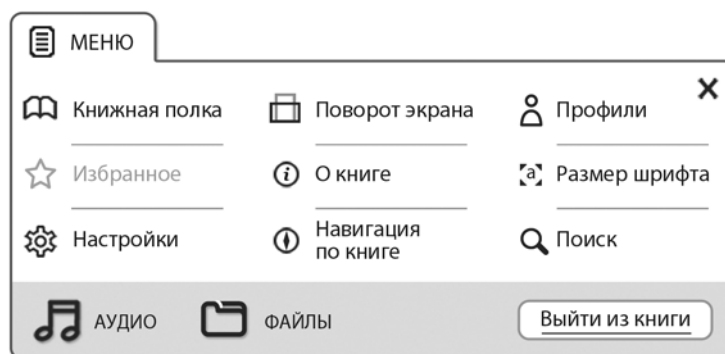 МЕНЮ
Книжная полка
Поворот экрана
Профили
Избранное
О книге
Размер шрифта
Настройки
Навигация
по книге
Поиск
АУДИО
ФАЙЛЫ
Выйти из книги